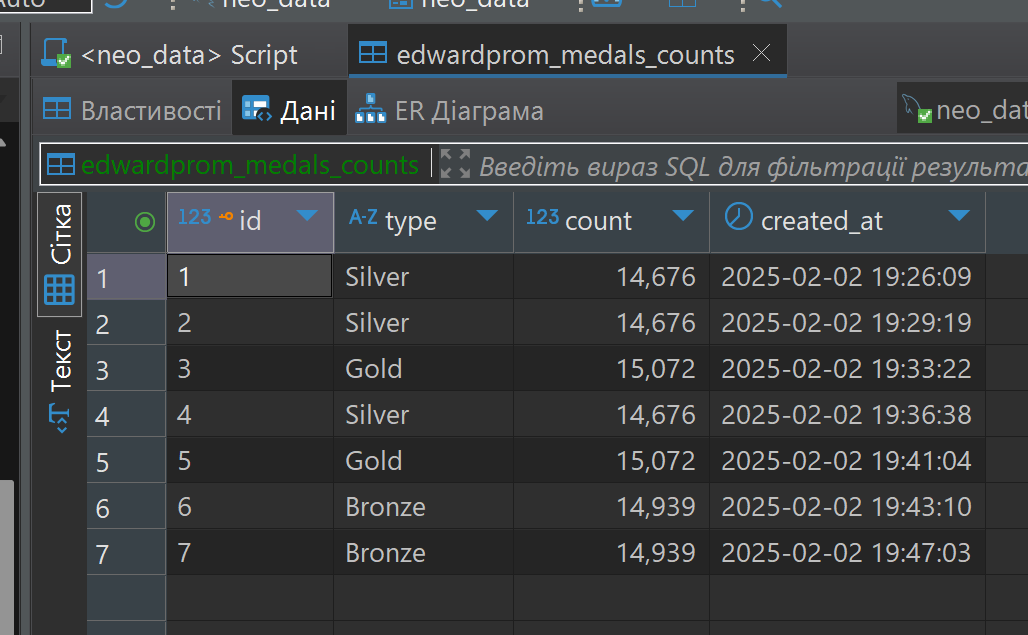 neo_data neo_data
<neo_data> Script edwardprom_medals_counts
Властивості Дані ER Діаграма neo_dat
edwardprom_medals_counts Введіть вираз SQL для фільтрації результа
Сітка
Текст
123 id A-Z type 123 count created_at
1 1 Silver 14,676 2025-02-02 19:26:09
2 2 Silver 14,676 2025-02-02 19:29:19
3 3 Gold 15,072 2025-02-02 19:33:22
4 4 Silver 14,676 2025-02-02 19:36:38
5 5 Gold 15,072 2025-02-02 19:41:04
6 6 Bronze 14,939 2025-02-02 19:43:10
7 7 Bronze 14,939 2025-02-02 19:47:03